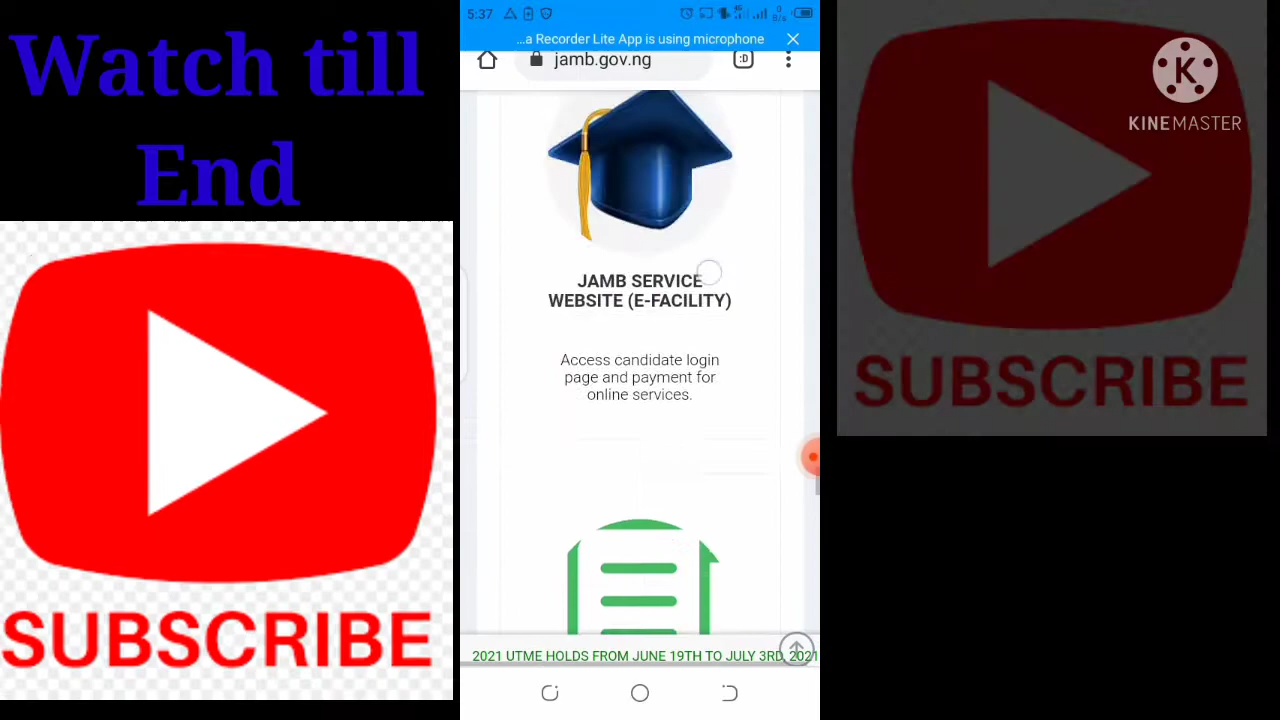 Watch till
End
SUBSCRIBE
5:37
4G
0
B/s
...a Recorder Lite App is using microphone
jamb.gov.ng
:D
JAMB SERVICE
WEBSITE (E-FACILITY)
Access candidate login
page and payment for
online services.
2021 UTME HOLDS FROM JUNE 19TH TO JULY 3RD, 2021
K
KINEMASTER
SUBSCRIBE